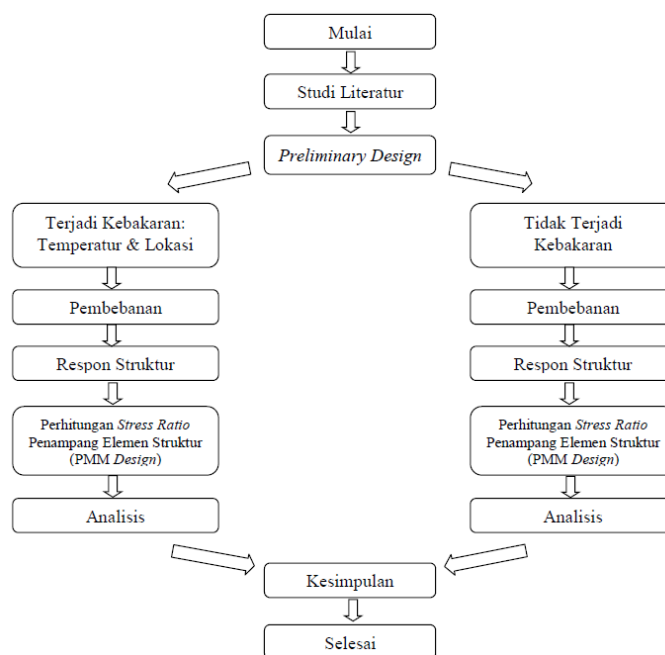 Mulai
Studi Literatur
Preliminary Design
Terjadi Kebakaran:
Temperatur & Lokasi
Pembebanan
Respon Struktur
Perhitungan Stress Ratio
Penampang Elemen Struktur
(PMM Design)
Analisis
Tidak Terjadi
Kebakaran
Pembebanan
Respon Struktur
Perhitungan Stress Ratio
Penampang Elemen Struktur
(PMM Design)
Analisis
Kesimpulan
Selesai